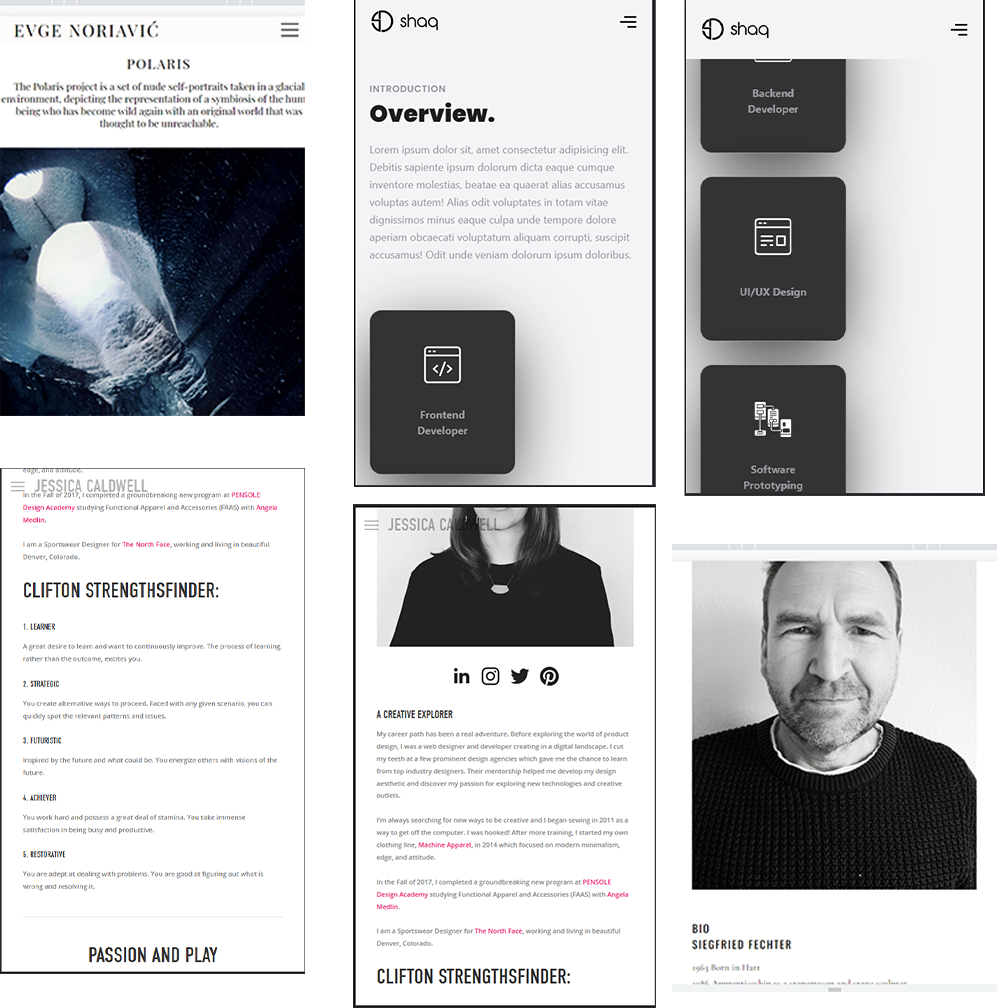 EVGE NORIAVIĆ
POLARIS
The Polaris project is a set of nude self-portraits taken in a glacial
environment, depicting the representation of a symbiosis of the hum
being who has become wild again with an original world that was
thought to be unreachable.
shaq
INTRODUCTION
Overview.
Lorem ipsum dolor sit, amet consectetur adipisicing elit.
Debitis sapiente ipsum dolorum dicta eaque cumque
inventore molestias, beatae ea quaerat alias accusamus
voluptas autem! Alias odit voluptates in totam vitae
dignissimos minus eaque culpa unde tempore dolore
aperiam obcaecati voluptatum aliquam corrupti, suscipit
accusamus! Odit unde veniam dolorum ipsum doloribus.
Frontend
Developer
shaq
Backend
Developer
UI/UX Design
Software
Prototyping
edge, and attitude.
JESSICA CALDWELL
In the Fall of 2017, I completed a groundbreaking new program at PENSOLE
Design Academy studying Functional Apparel and Accessories (FAAS) with Angela
Medlin.
I am a Sportswear Designer for The North Face, working and living in beautiful
Denver, Colorado.
CLIFTON STRENGTHSFINDER:
1. LEARNER
A great desire to learn and want to continuously improve. The process of learning,
rather than the outcome, excites you.
2. STRATEGIC
You create alternative ways to proceed. Faced with any given scenario, you can
quickly spot the relevant patterns and issues.
3. FUTURISTIC
Inspired by the future and what could be. You energize others with visions of the
future.
4. ACHIEVER
You work hard and possess a great deal of stamina. You take immense
satisfaction in being busy and productive.
5. RESTORATIVE
You are adept at dealing with problems. You are good at figuring out what is
wrong and resolving it.
PASSION AND PLAY
JESSICA CALDWELL
in
A CREATIVE EXPLORER
My career path has been a real adventure. Before exploring the world of product
design, I was a web designer and developer creating in a digital landscape. I cut
my teeth at a few prominent design agencies which gave me the chance to learn
from top industry designers. Their mentorship helped me develop my design
aesthetic and discover my passion for exploring new technologies and creative
outlets.
I'm always searching for new ways to be creative and I began sewing in 2011 as a
way to get off the computer. I was hooked! After more training, I started my own
clothing line, Machine Apparel, in 2014 which focused on modern minimalism,
edge, and attitude.
In the Fall of 2017, I completed a groundbreaking new program at PENSOLE
Design Academy studying Functional Apparel and Accessories (FAAS) with Angela
Medlin.
I am a Sportswear Designer for The North Face, working and living in beautiful
Denver, Colorado.
CLIFTON STRENGTHSFINDER:
BIO
SIEGFRIED FECHTER
1963 Born in Hart